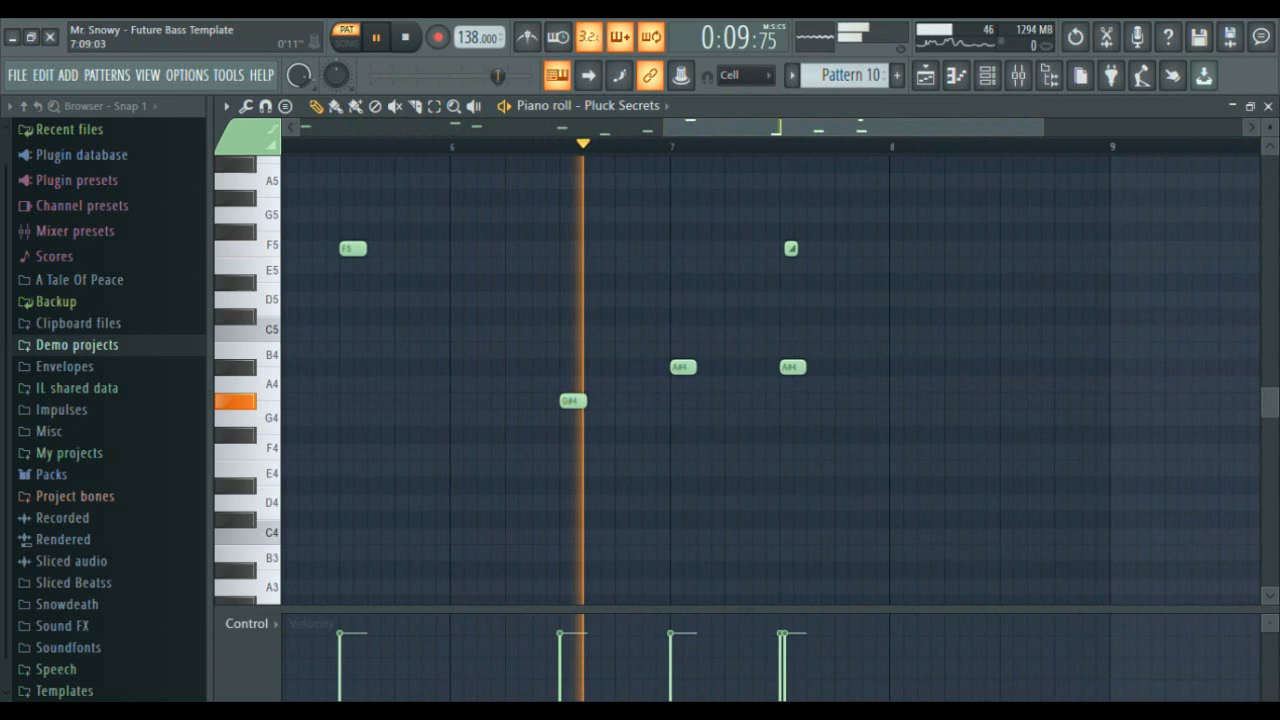 Mr. Snowy - Future Bass Template
7:09:03
0'11"
PAT
SONG
138.000
3.2.
0:09:75
M:S:CS
46
1294 MB
0
FILE EDIT ADD PATTERNS VIEW OPTIONS TOOLS HELP
Cell
Pattern 10
Browser - Snap 1
Piano roll - Pluck Secrets
Recent files
Plugin database
Plugin presets
Channel presets
Mixer presets
Scores
A Tale Of Peace
Backup
Clipboard files
Demo projects
Envelopes
IL shared data
Impulses
Misc
My projects
Packs
Project bones
Recorded
Rendered
Sliced audio
Sliced Beatss
Snowdeath
Sound FX
Soundfonts
Speech
Templates
6
7
8
9
A5
G5
F5
E5
D5
C5
B4
A4
G4
F4
E4
D4
C4
B3
A3
F5
G#4
A#4
A#4
Control
Velocity